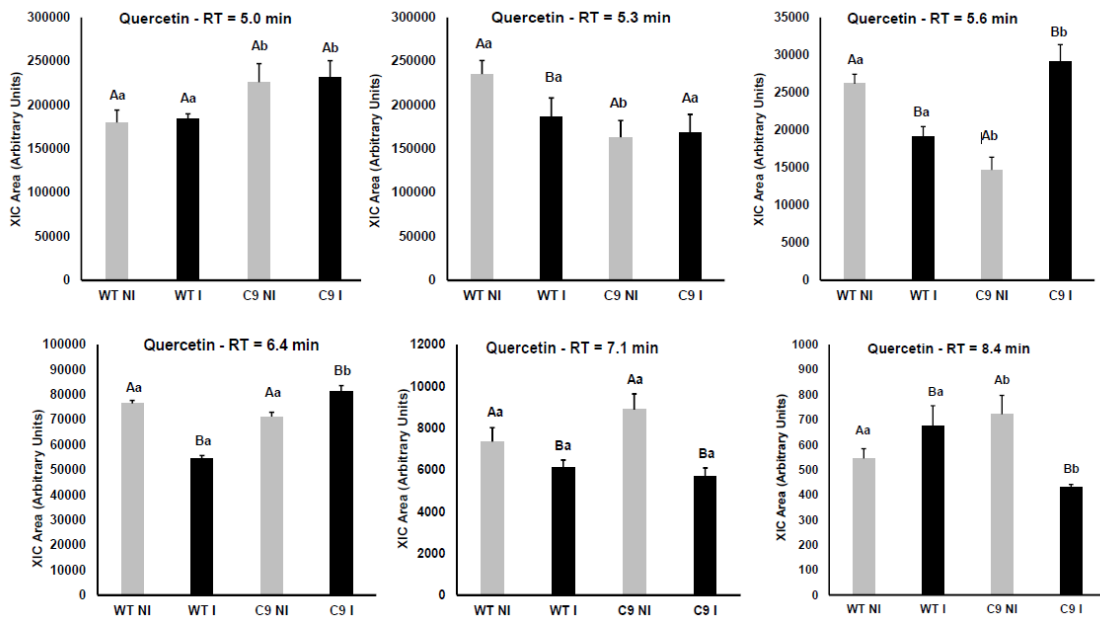 Quercetin - RT = 5.0 min
XIC Area (Arbitrary Units)
300000
250000
200000
150000
100000
50000
0
Aa
Aa
Ab
Ab
WT NI
WT I
C9 NI
C9 I
Quercetin - RT = 5.3 min
XIC Area (Arbitrary Units)
300000
250000
200000
150000
100000
50000
0
Aa
Ba
Ab
Aa
WT NI
WT I
C9 NI
C9 I
Quercetin - RT = 5.6 min
XIC Area (Arbitrary Units)
35000
30000
25000
20000
15000
10000
5000
0
Aa
Ba
Ab
Bb
WT NI
WT I
C9 NI
C9 I
Quercetin - RT = 6.4 min
XIC Area (Arbitrary Units)
100000
90000
80000
70000
60000
50000
40000
30000
20000
10000
0
Aa
Ba
Aa
Bb
WT NI
WT I
C9 NI
C9 I
Quercetin - RT = 7.1 min
XIC Area (Arbitrary Units)
12000
10000
8000
6000
4000
2000
0
Aa
Ba
Aa
Ba
WT NI
WT I
C9 NI
C9 I
Quercetin - RT = 8.4 min
XIC Area (Arbitrary Units)
1000
900
800
700
600
500
400
300
200
100
0
Aa
Ba
Ab
Bb
WT NI
WT I
C9 NI
C9 I